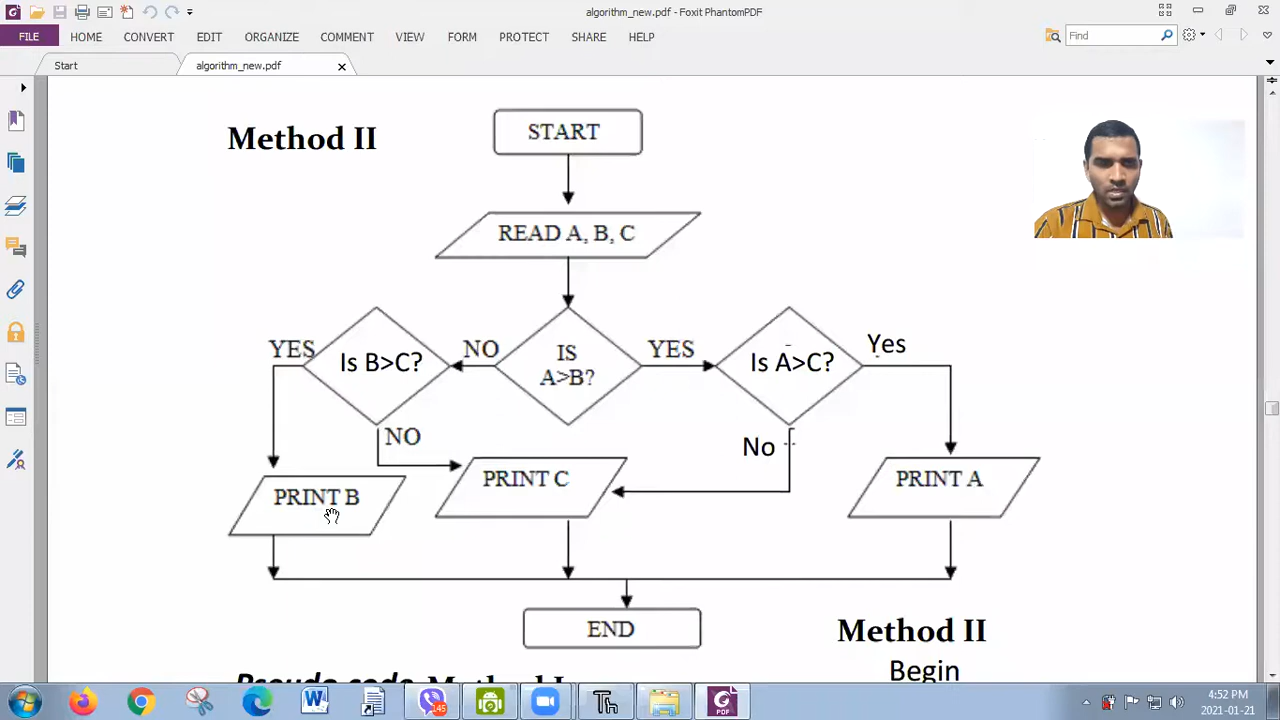 algorithm_new.pdf - Foxit PhantomPDF
FILE HOME CONVERT EDIT ORGANIZE COMMENT VIEW FORM PROTECT SHARE HELP
Find
Start algorithm_new.pdf
Method II
START
READ A, B, C
YES Is B>C? NO IS A>B? YES Is A>C? Yes
NO
No
PRINT B
PRINT C
PRINT A
END
Method II
Begin
4:52 PM
2021-01-21
145
PDF